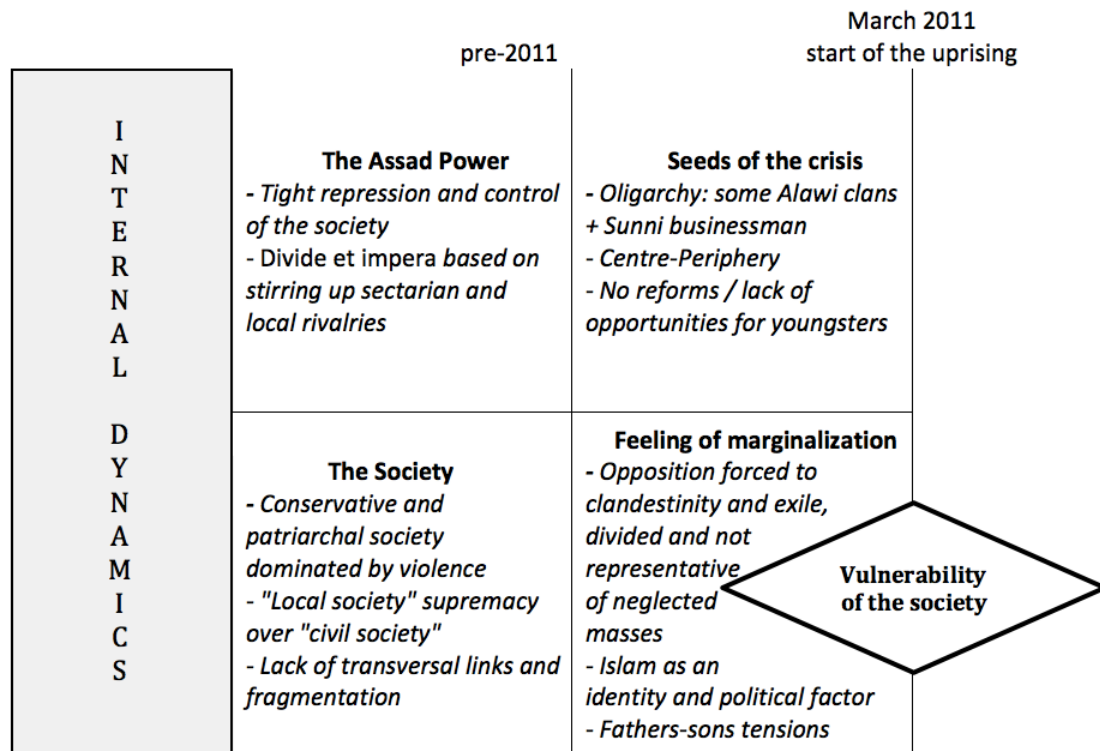 March 2011
pre-2011
start of the uprising
INTERNAL DYNAMICS
The Assad Power
- Tight repression and control
of the society
- Divide et impera based on
stirring up sectarian and
local rivalries
Seeds of the crisis
- Oligarchy: some Alawi clans
+ Sunni businessman
- Centre-Periphery
- No reforms / lack of
opportunities for youngsters
The Society
- Conservative and
patriarchal society
dominated by violence
- "Local society" supremacy
over "civil society"
- Lack of transversal links and
fragmentation
Feeling of marginalization
- Opposition forced to
clandestinity and exile,
divided and not
representative
of neglected
masses
- Islam as an
identity and political factor
- Fathers-sons tensions
Vulnerability
of the society